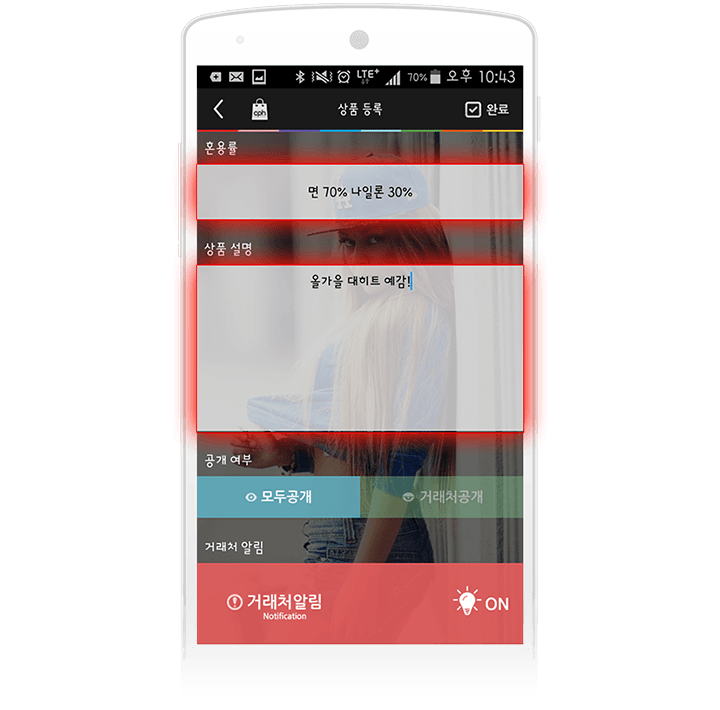 LTE+ 70% 오후 10:43
cph 상품 등록 완료
혼용률
면 70% 나일론 30%
상품 설명
올가을 대히트 예감!
공개 여부
모두공개 거래처공개
거래처 알림
거래처알림 ON
Notification